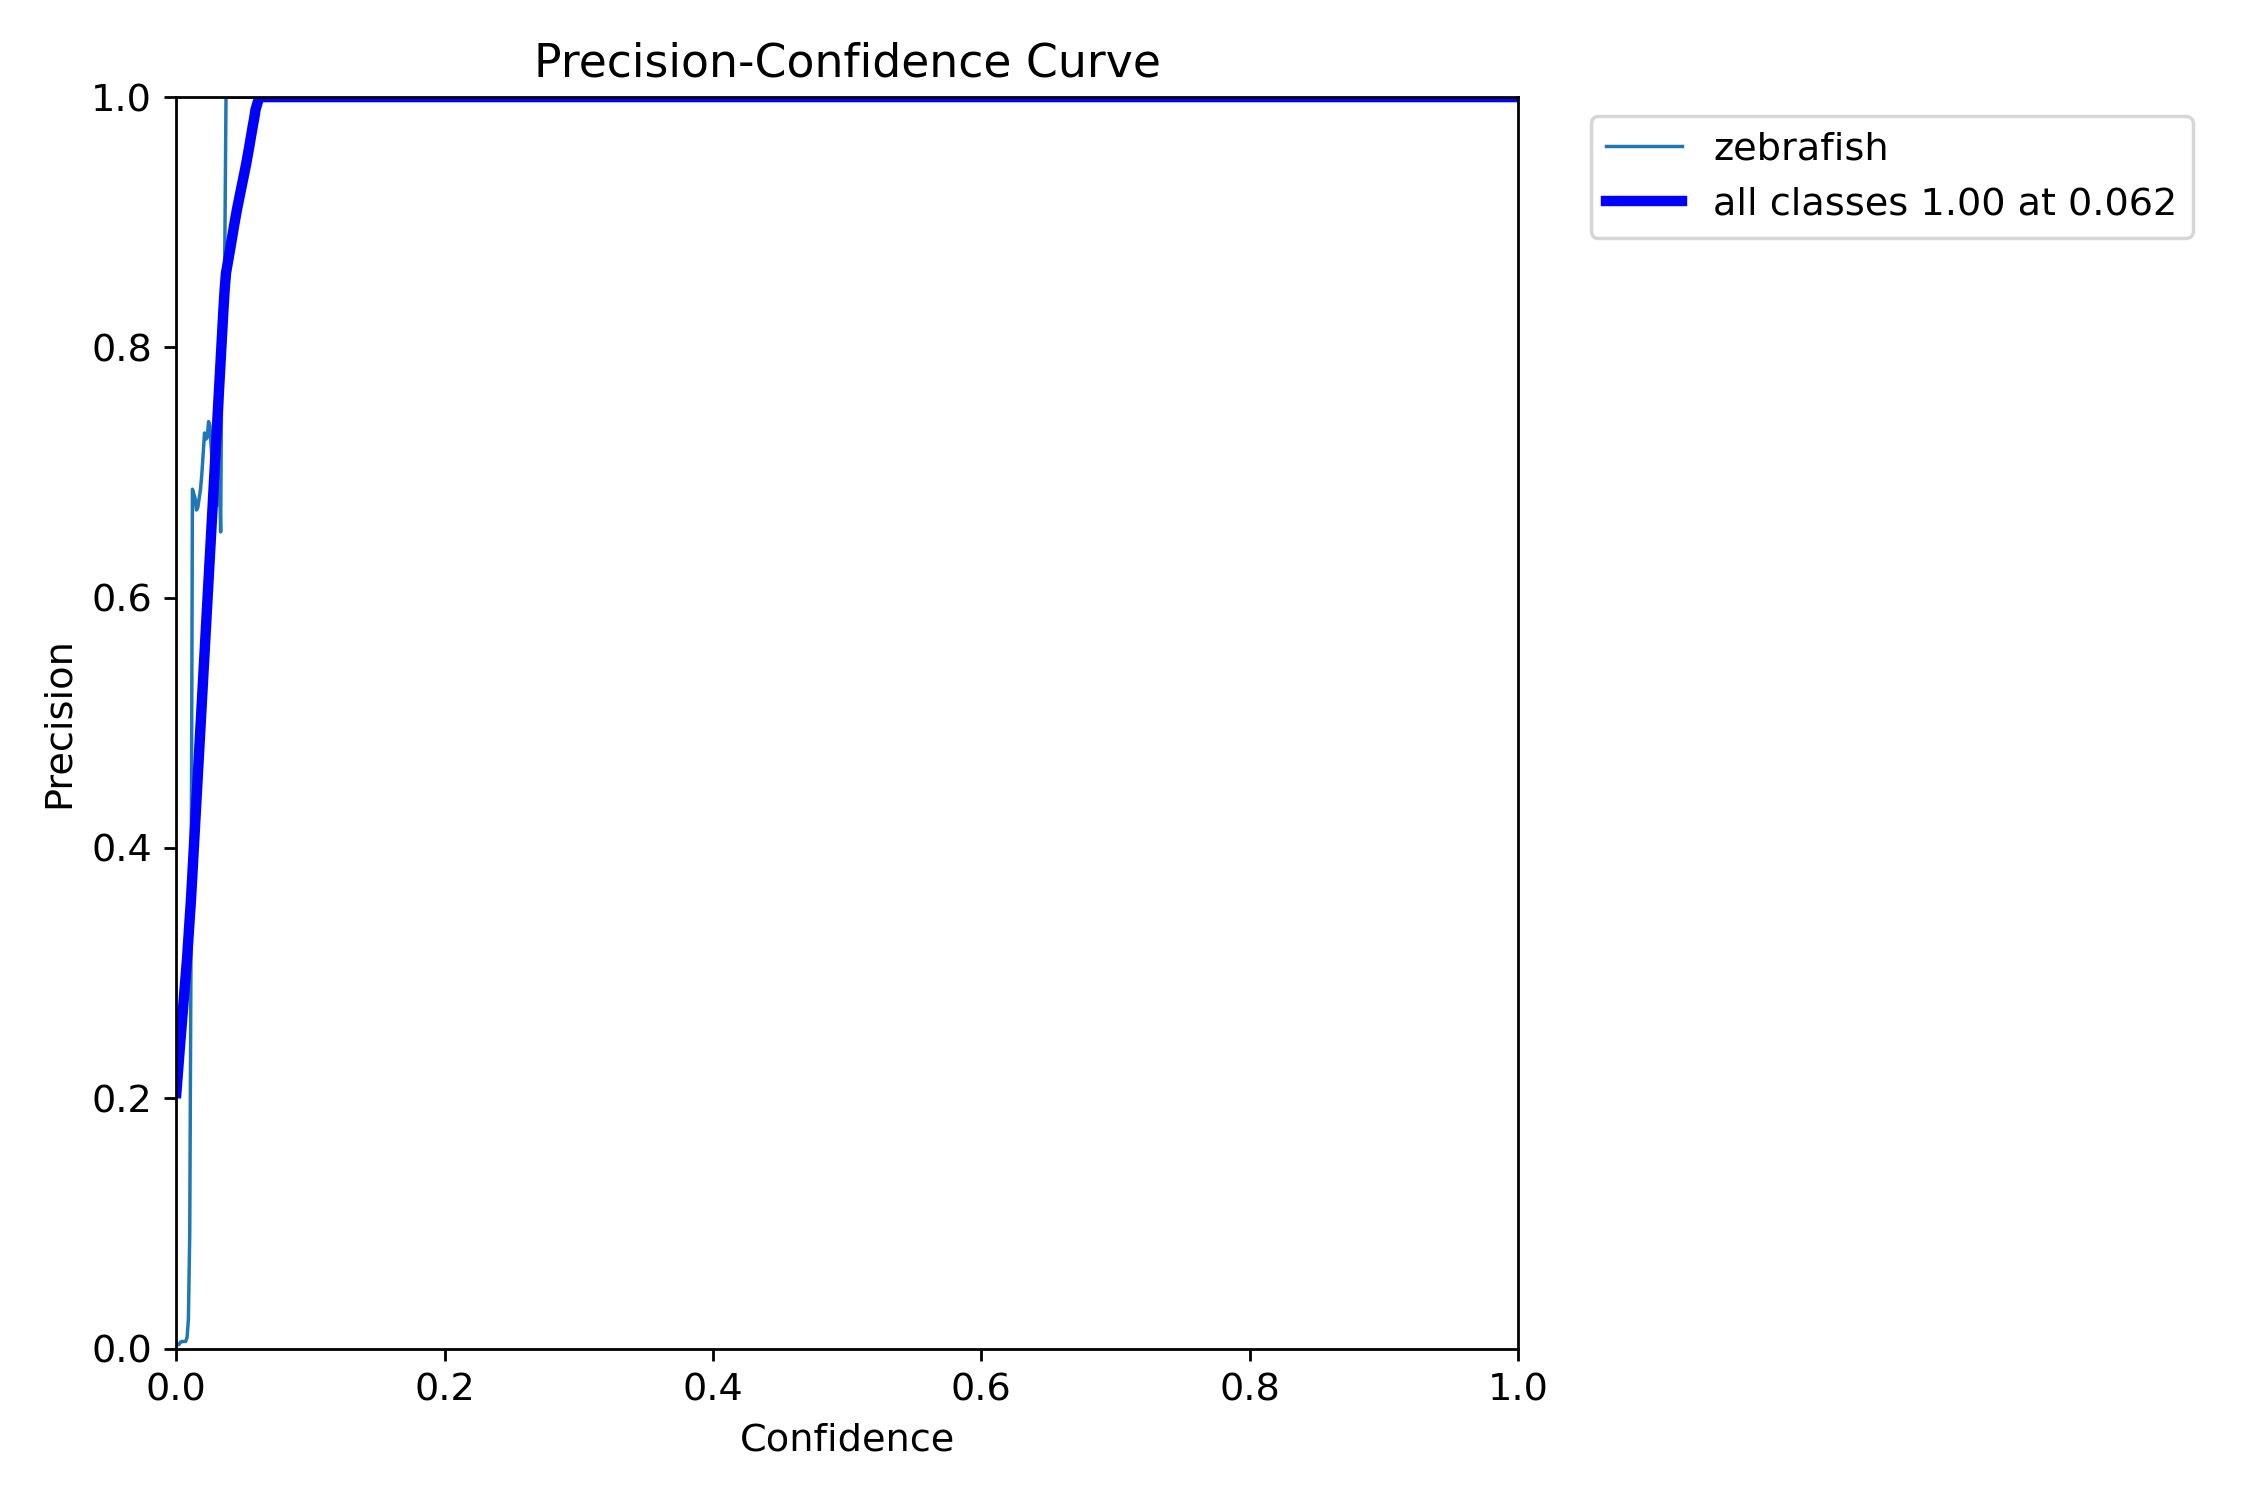 Precision-Confidence Curve
1.0
0.8
0.6
0.4
0.2
0.0
Precision
0.0 0.2 0.4 0.6 0.8 1.0
Confidence
zebrafish
all classes 1.00 at 0.062